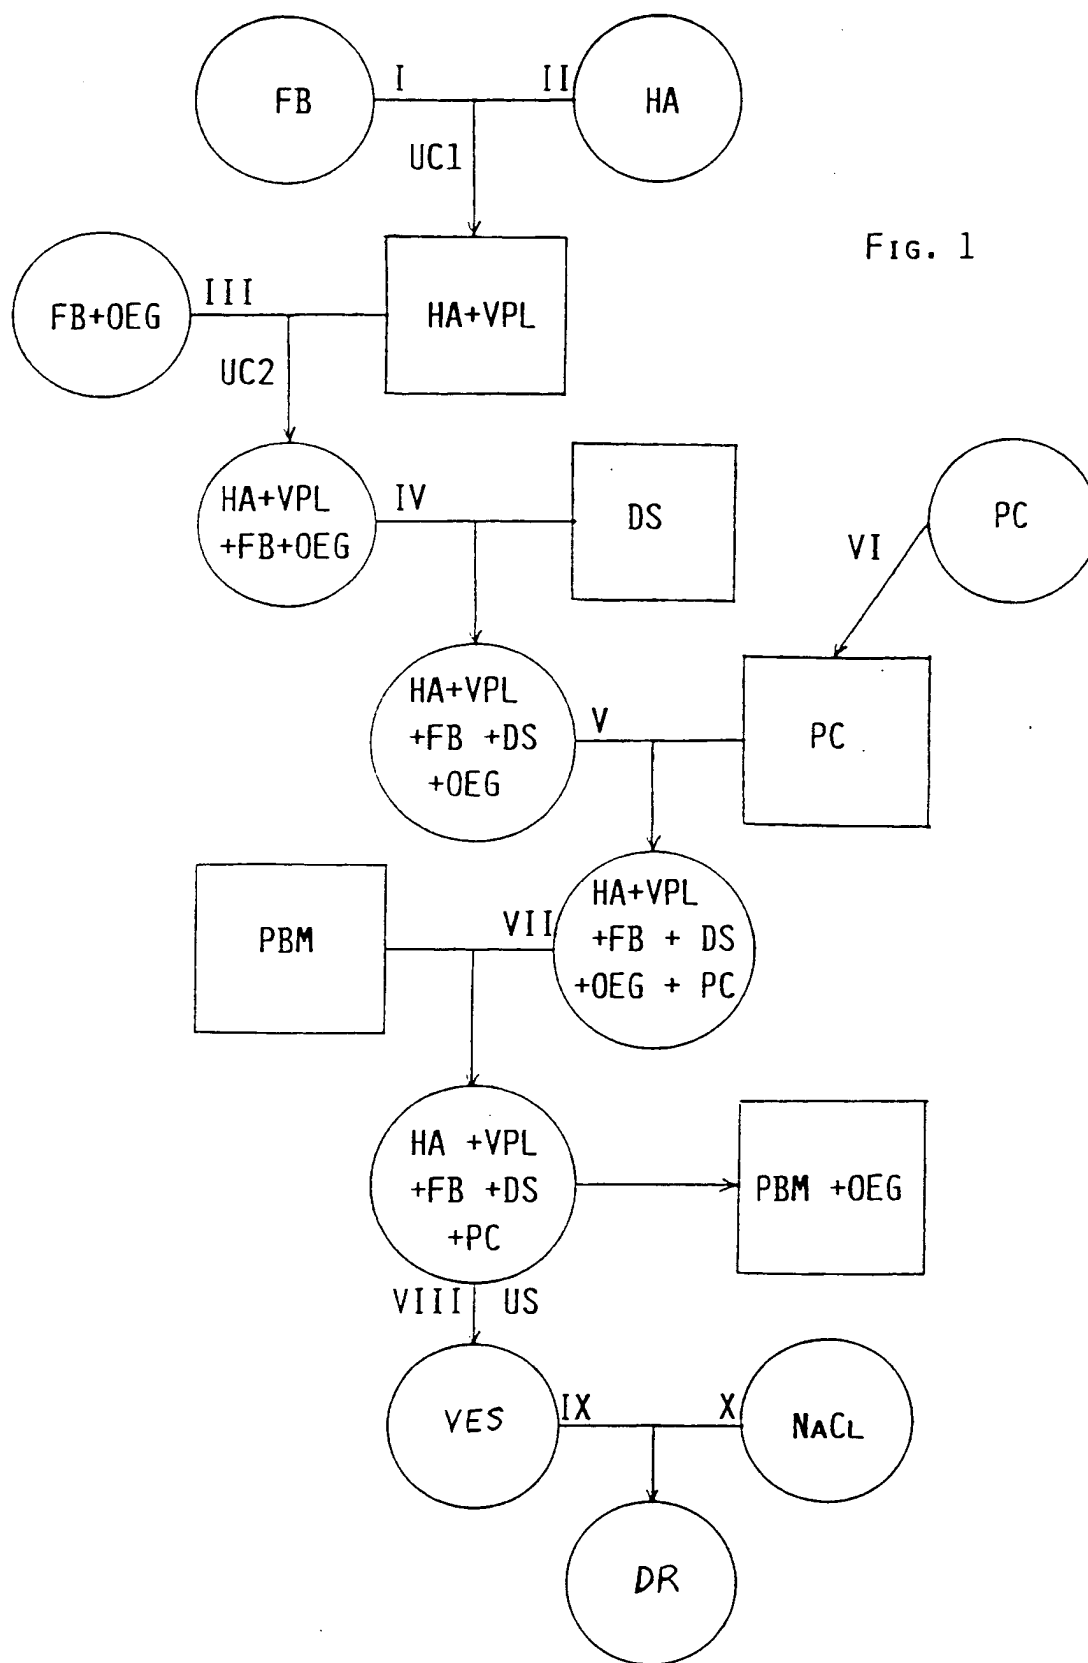 FB
I
II
HA
UC1
FIG. 1
FB+OEG
III
HA+VPL
UC2
HA+VPL
+FB+OEG
IV
DS
PC
VI
HA+VPL
+FB +DS
+OEG
V
PC
PBM
VII
HA+VPL
+FB + DS
+OEG + PC
HA +VPL
+FB +DS
+PC
PBM +OEG
VIII
US
VES
IX
X
NACL
DR